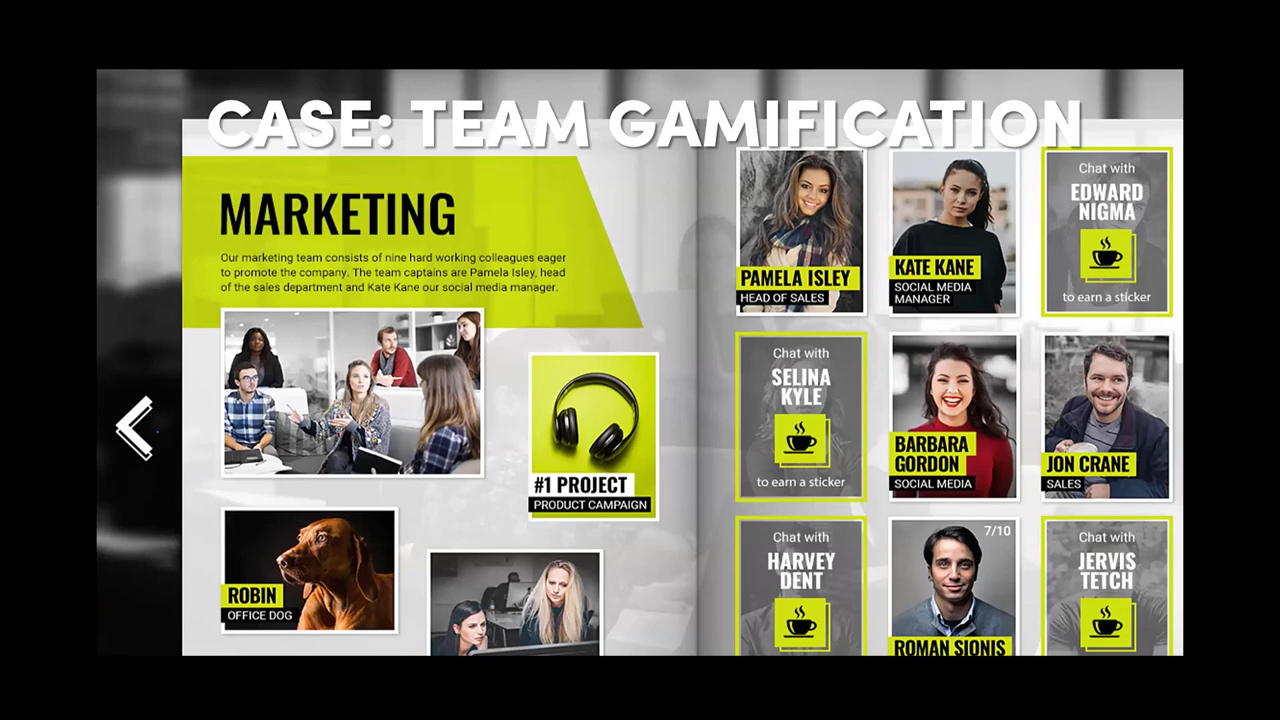 CASE: TEAM GAMIFICATION
MARKETING
Our marketing team consists of nine hard working colleagues eager
to promote the company. The team captains are Pamela Isley, head
of the sales department and Kate Kane our social media manager.
#1 PROJECT
PRODUCT CAMPAIGN
ROBIN
OFFICE DOG
PAMELA ISLEY
HEAD OF SALES
KATE KANE
SOCIAL MEDIA
MANAGER
Chat with
EDWARD
NIGMA
to earn a sticker
Chat with
SELINA
KYLE
to earn a sticker
BARBARA
GORDON
SOCIAL MEDIA
JON CRANE
SALES
Chat with
HARVEY
DENT
7/10
ROMAN SIONIS
Chat with
JERVIS
TETCH